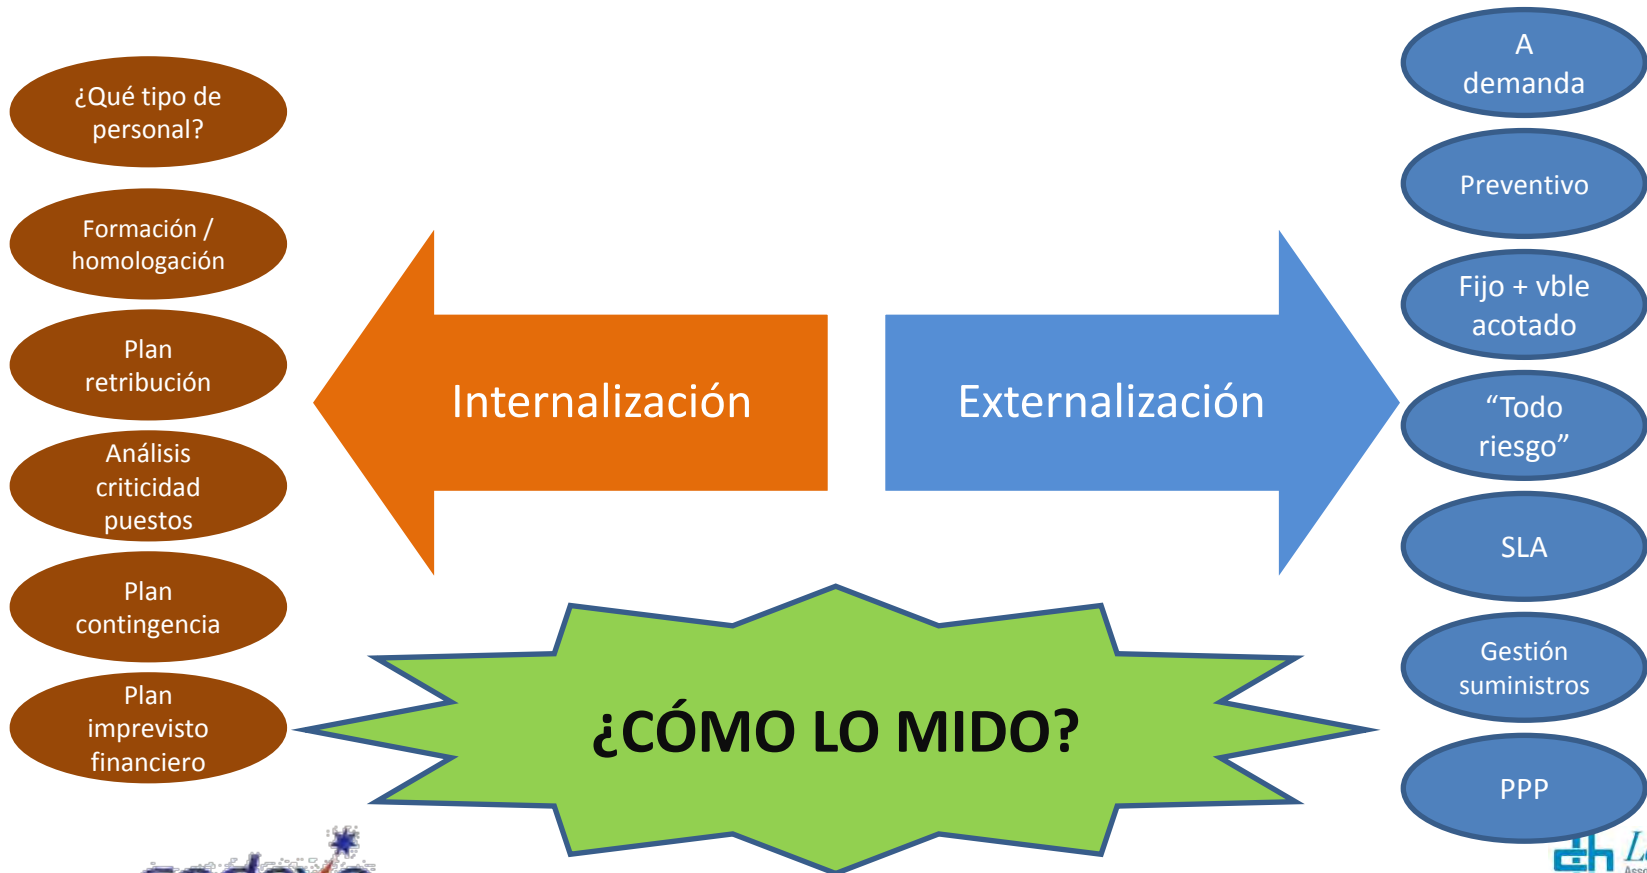 ¿Qué tipo de
personal?
Formación /
homologación
Plan
retribución
Análisis
criticidad
puestos
Plan
contingencia
Plan
imprevisto
financiero
Internalización
Externalización
¿CÓMO LO MIDO?
A
demanda
Preventivo
Fijo + vble
acotado
“Todo
riesgo”
SLA
Gestión
suministros
PPP